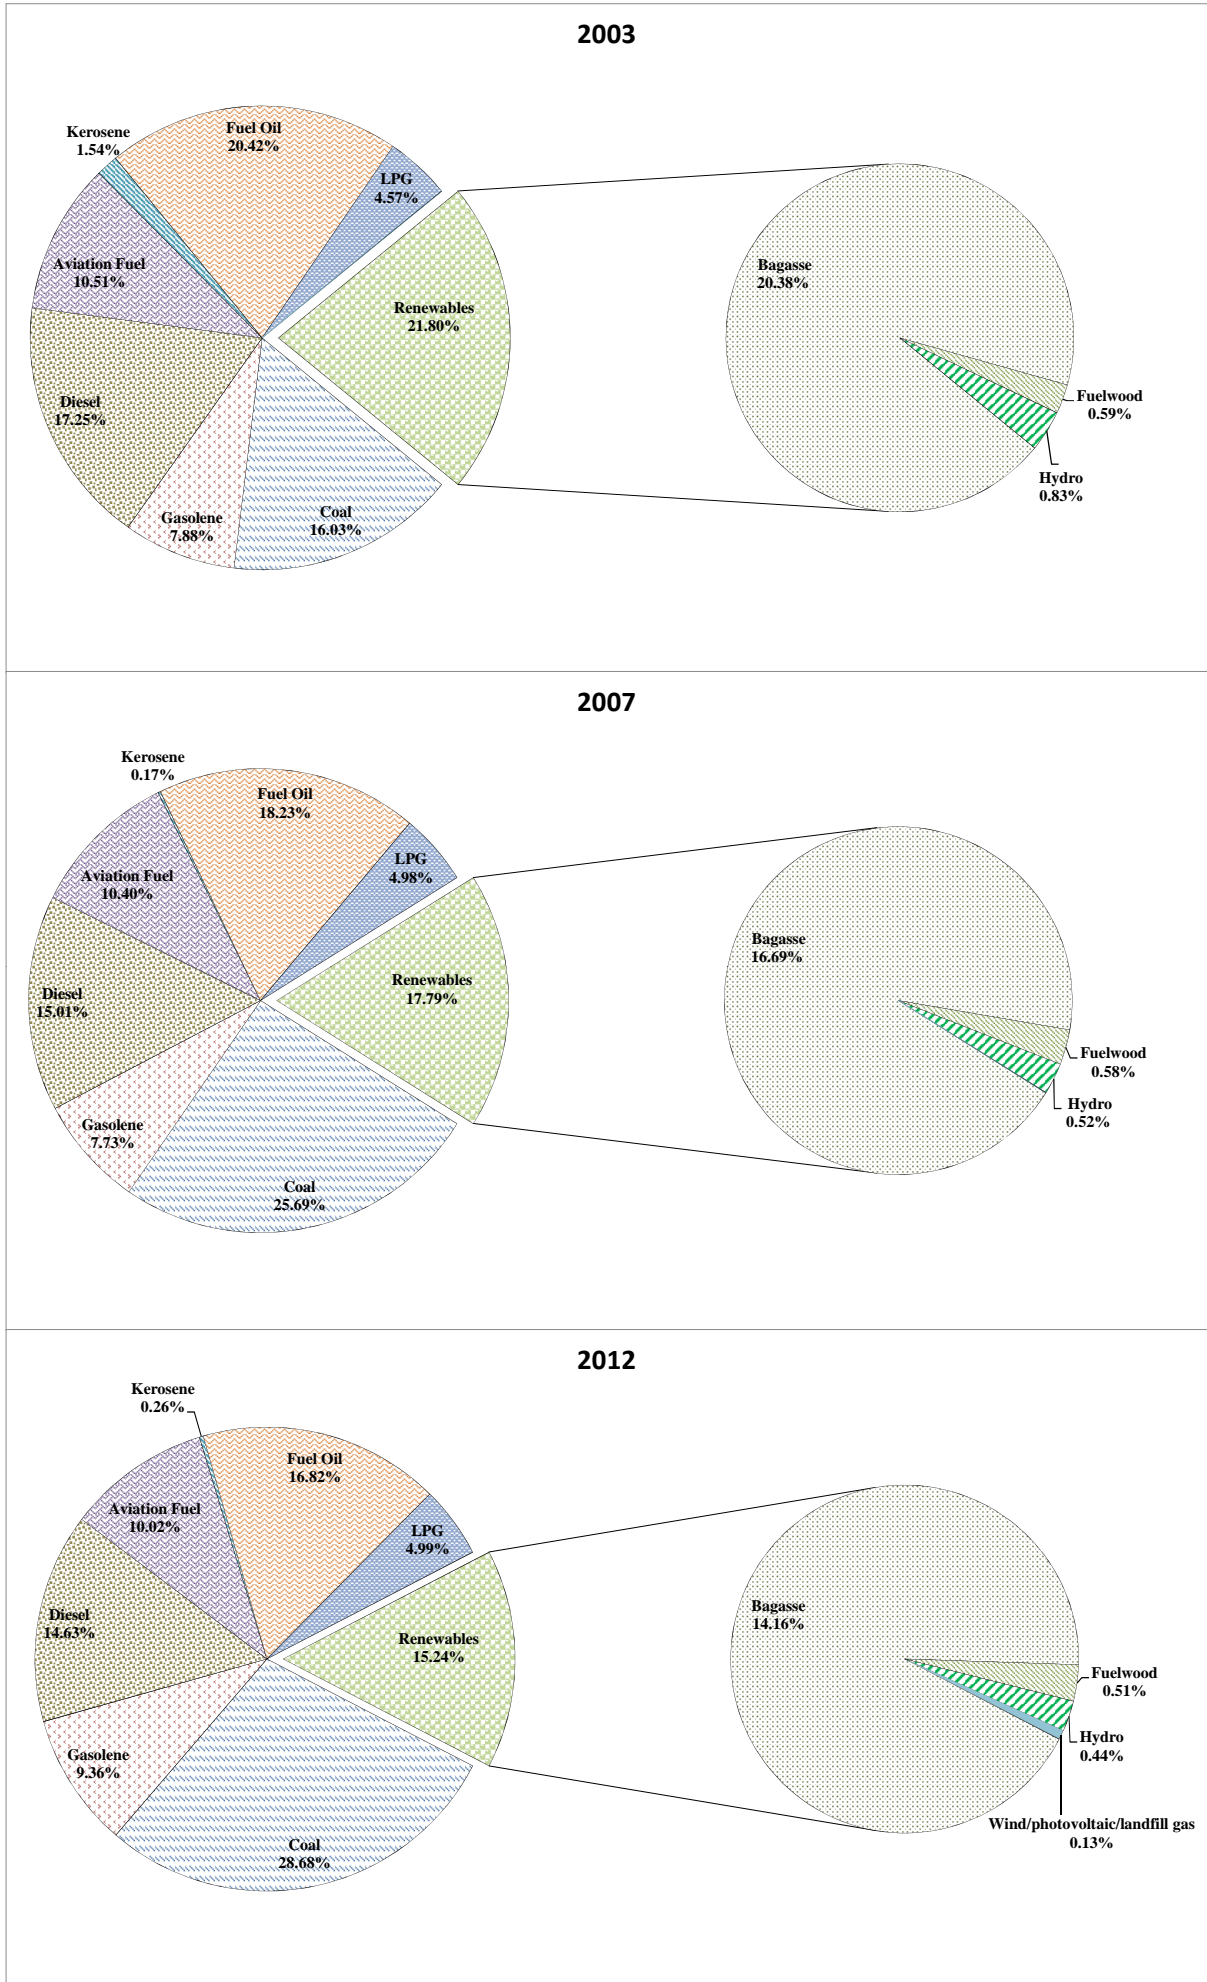 2003
Kerosene
1.54%
Fuel Oil
20.42%
LPG
4.57%
Aviation Fuel
10.51%
Renewables
21.80%
Diesel
17.25%
Gasolene
7.88%
Coal
16.03%
Bagasse
20.38%
Fuelwood
0.59%
Hydro
0.83%
2007
Kerosene
0.17%
Fuel Oil
18.23%
LPG
4.98%
Aviation Fuel
10.40%
Renewables
17.79%
Diesel
15.01%
Gasolene
7.73%
Coal
25.69%
Bagasse
16.69%
Fuelwood
0.58%
Hydro
0.52%
2012
Kerosene
0.26%
Fuel Oil
16.82%
LPG
4.99%
Aviation Fuel
10.02%
Renewables
15.24%
Diesel
14.63%
Gasolene
9.36%
Coal
28.68%
Bagasse
14.16%
Fuelwood
0.51%
Hydro
0.44%
Wind/photovoltaic/landfill gas
0.13%